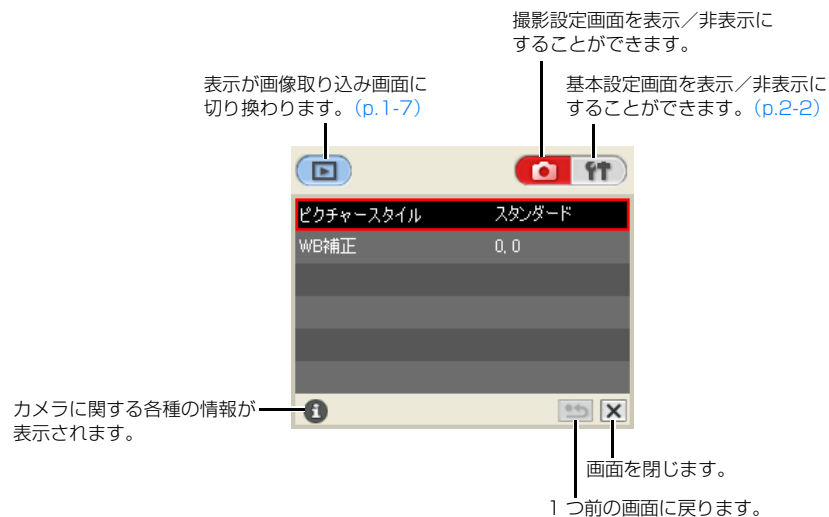 撮影設定画面を表示／非表示に
することができます。
表示が画像取り込み画面に
切り換わります。(p.1-7)
基本設定画面を表示／非表示に
することができます。(p.2-2)
ピクチャースタイル スタンダード
WB補正 0, 0
カメラに関する各種の情報が
表示されます。
画面を閉じます。
1 つ前の画面に戻ります。